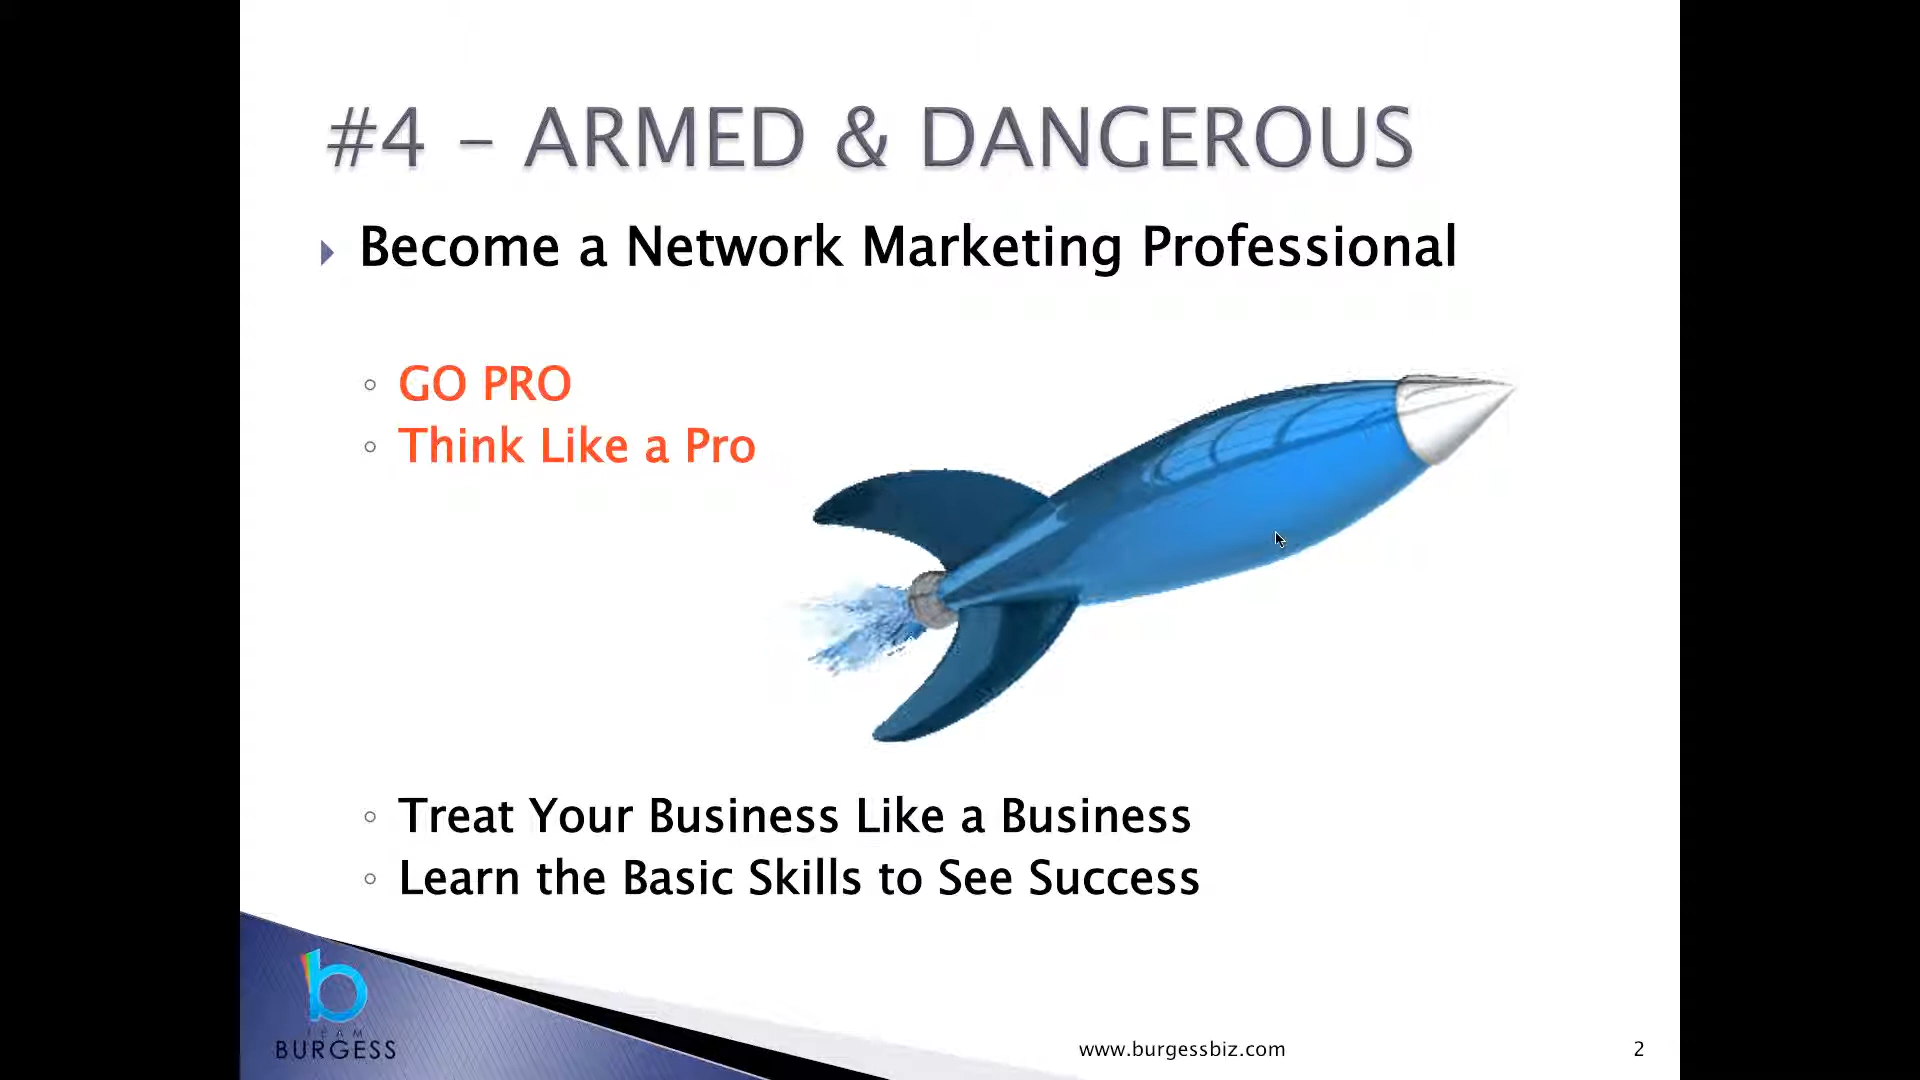 #4 – ARMED & DANGEROUS
Become a Network Marketing Professional
GO PRO
Think Like a Pro
Treat Your Business Like a Business
Learn the Basic Skills to See Success
b
TEAM
BURGESS
www.burgessbiz.com
2